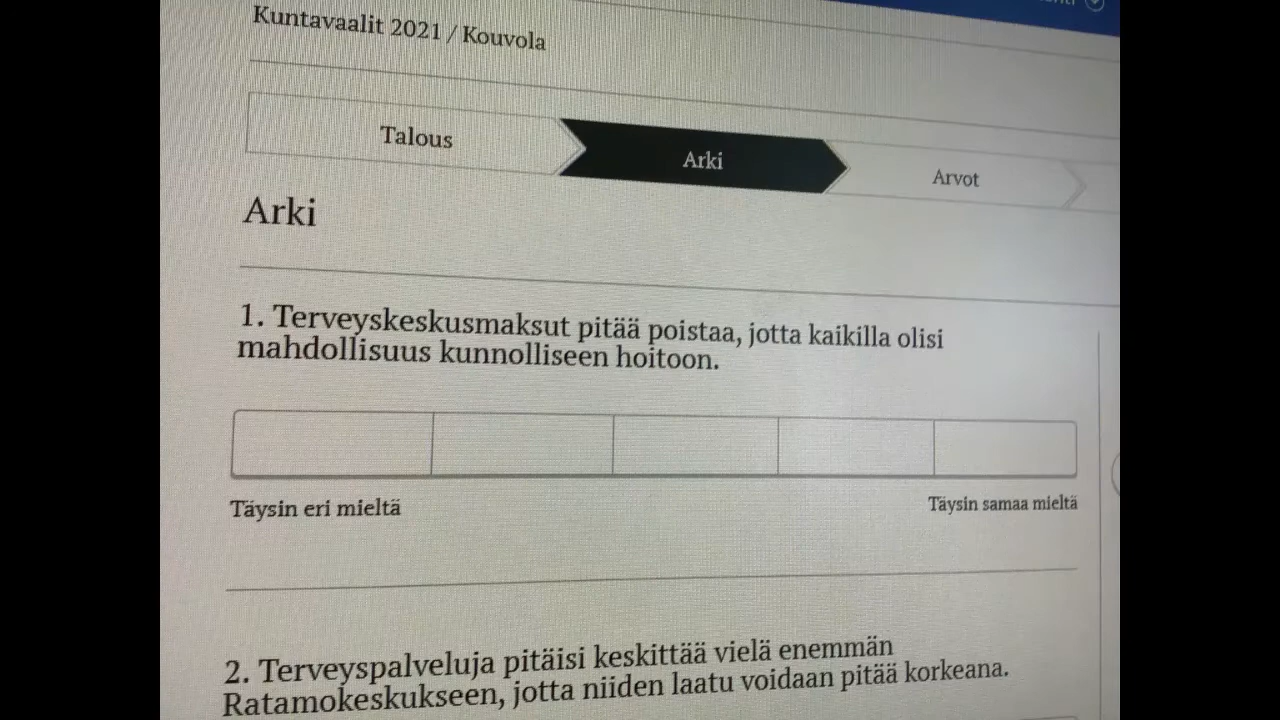 Kuntavaalit 2021 / Kouvola
Talous
Arki
Arvot
Arki
1. Terveyskeskusmaksut pitää poistaa, jotta kaikilla olisi
mahdollisuus kunnolliseen hoitoon.
Täysin eri mieltä
Täysin samaa mieltä
2. Terveyspalveluja pitäisi keskittää vielä enemmän
Ratamokeskukseen, jotta niiden laatu voidaan pitää korkeana.